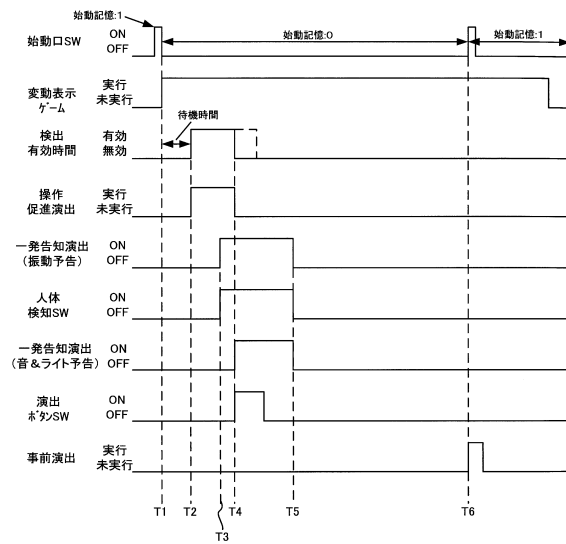 始動記憶:1
始動口SW ON
OFF
始動記憶:0
始動記憶:1
変動表示
ゲーム
実行
未実行
待機時間
検出
有効時間
有効
無効
操作
促進演出
実行
未実行
一発告知演出
(振動予告)
ON
OFF
人体
検知SW
ON
OFF
一発告知演出
(音&ライト予告)
ON
OFF
演出
ボタンSW
ON
OFF
事前演出
実行
未実行
T1 T2 T4 T5 T6
T3